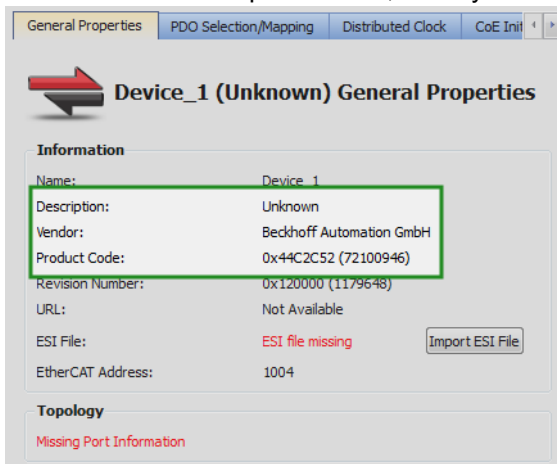 General Properties PDO Selection/Mapping Distributed Clock CoE Init
Device_1 (Unknown) General Properties
Information
Name: Device_1
Description: Unknown
Vendor: Beckhoff Automation GmbH
Product Code: 0x44C2C52 (72100946)
Revision Number: 0x120000 (1179648)
URL: Not Available
ESI File: ESI file missing Import ESI File
EtherCAT Address: 1004
Topology
Missing Port Information